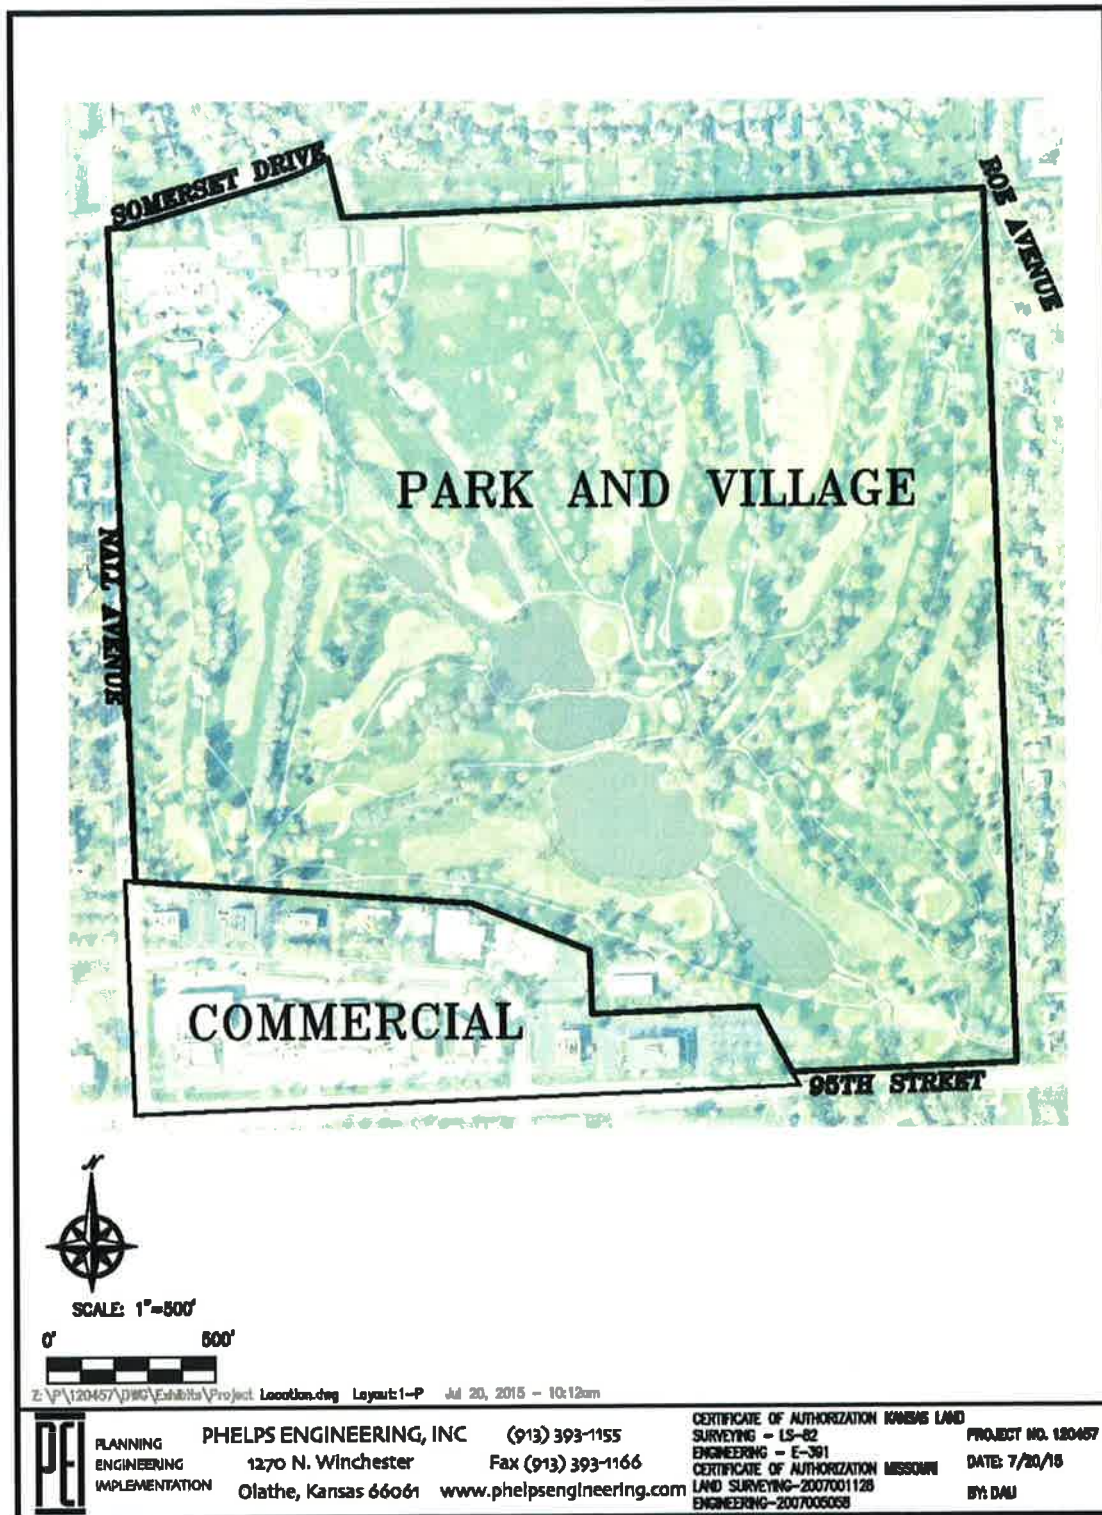 SOMERSET DRIVE
ROE AVENUE
PARK AND VILLAGE
NALL AVENUE
COMMERCIAL
95TH STREET
N
SCALE: 1"=500'
0' 500'
Z:\P\120457\DWG\Exhibits\Project Location.dwg Layout:1-P Jul 20, 2015 - 10:12am
PEI
PLANNING
ENGINEERING
IMPLEMENTATION
PHELPS ENGINEERING, INC
1270 N. Winchester
Olathe, Kansas 66061
(913) 393-1155
Fax (913) 393-1166
www.phelpsengineering.com
CERTIFICATE OF AUTHORIZATION KANSAS LAND
SURVEYING - LS-82
ENGINEERING - E-391
CERTIFICATE OF AUTHORIZATION MISSOURI
LAND SURVEYING-2007001128
ENGINEERING-2007005058
PROJECT NO. 120457
DATE: 7/20/15
BY: DAU